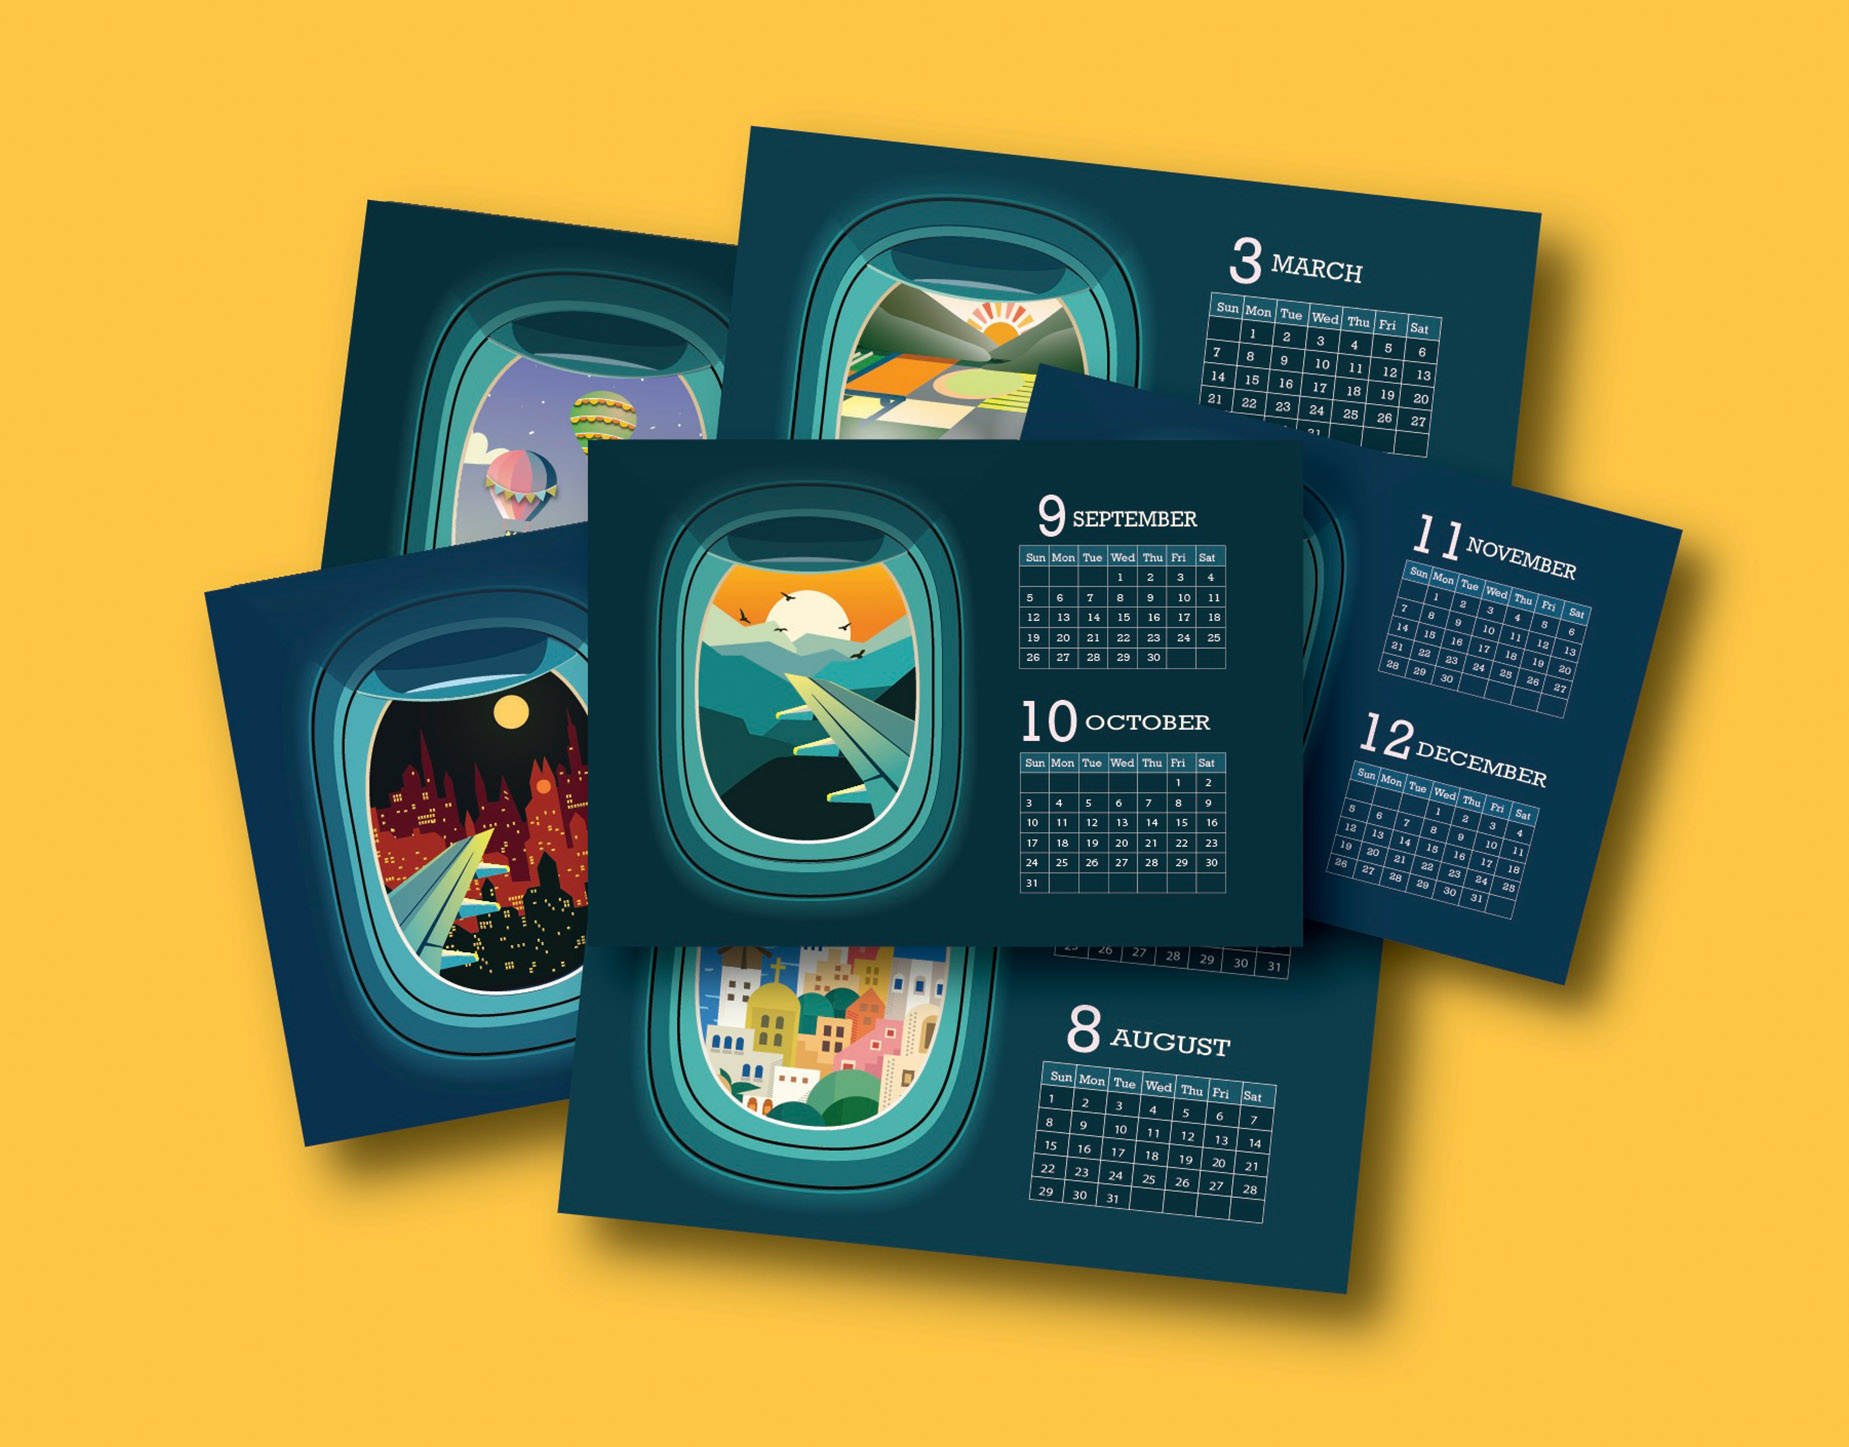 3 MARCH
Sun Mon Tue Wed Thu Fri Sat
1 2 3 4 5 6
7 8 9 10 11 12 13
14 15 16 17 18 19 20
21 22 23 24 25 26 27
9 SEPTEMBER
Sun Mon Tue Wed Thu Fri Sat
1 2 3 4
5 6 7 8 9 10 11
12 13 14 15 16 17 18
19 20 21 22 23 24 25
26 27 28 29 30
10 OCTOBER
Sun Mon Tue Wed Thu Fri Sat
1 2
3 4 5 6 7 8 9
10 11 12 13 14 15 16
17 18 19 20 21 22 23
24 25 26 27 28 29 30
31
11 NOVEMBER
Sun Mon Tue Wed Thu Fri Sat
1 2 3 4 5 6
7 8 9 10 11 12 13
14 15 16 17 18 19 20
21 22 23 24 25 26 27
28 29 30
12 DECEMBER
Sun Mon Tue Wed Thu Fri Sat
1 2 3 4
5 6 7 8 9 10 11
12 13 14 15 16 17 18
19 20 21 22 23 24 25
26 27 28 29 30 31
26 27 28 29 30 31
8 AUGUST
Sun Mon Tue Wed Thu Fri Sat
1 2 3 4 5 6 7
8 9 10 11 12 13 14
15 16 17 18 19 20 21
22 23 24 25 26 27 28
29 30 31